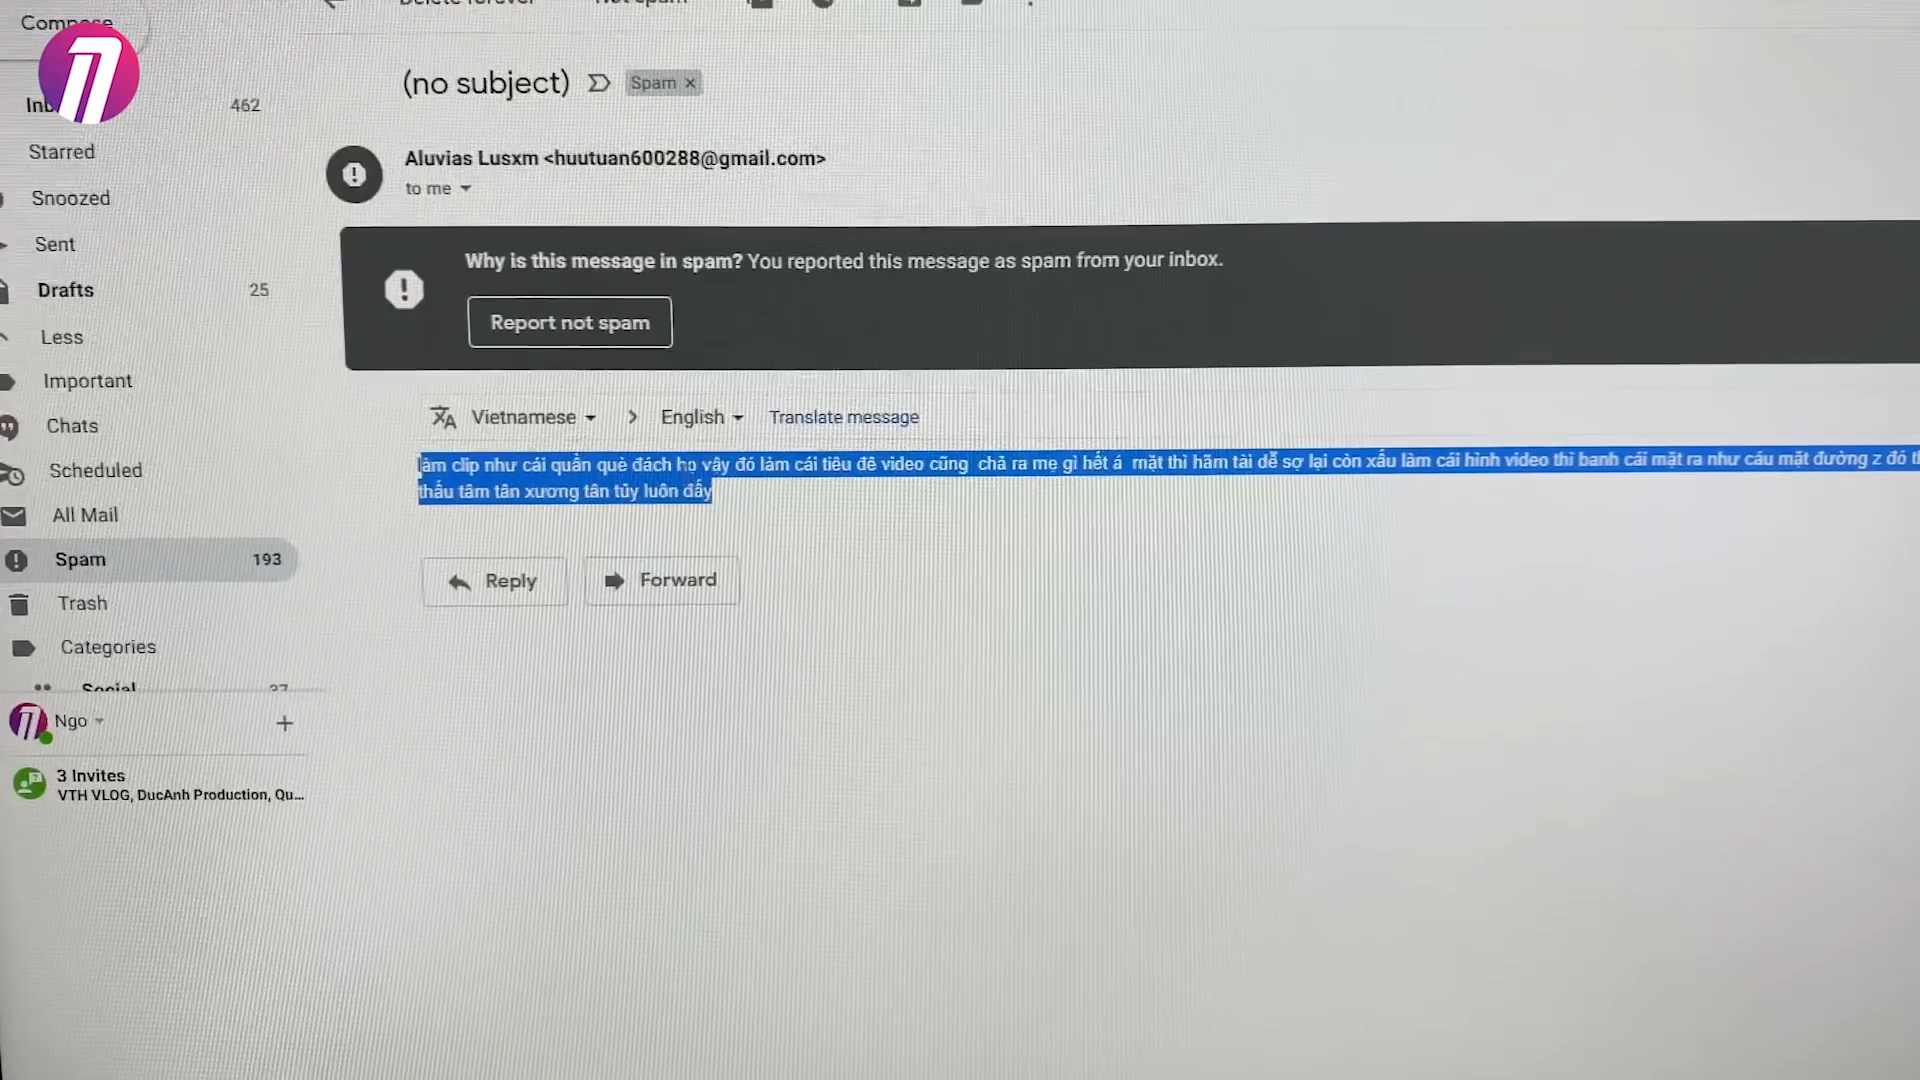 Compose
Delete forever
Not spam
(no subject)
Spam ×
462
Starred
Aluvias Lusxm <huutuan600288@gmail.com>
to me
Snoozed
Sent
Why is this message in spam? You reported this message as spam from your inbox.
Drafts 25
Report not spam
Less
Important
Vietnamese > English Translate message
Chats
làm clip như cái quần què đách họ vậy đó làm cái tiêu đề video cũng chả ra mẹ gì hết á mặt thì hãm tài dễ sợ lại còn xấu làm cái hình video thì banh cái mặt ra như cáu mặt đường z đó
thấu tâm tân xương tân tủy luôn đấy
Scheduled
All Mail
Spam 193
Reply Forward
Trash
Categories
Social 27
Ngo
3 Invites
VTH VLOG, DucAnh Production, Qu...